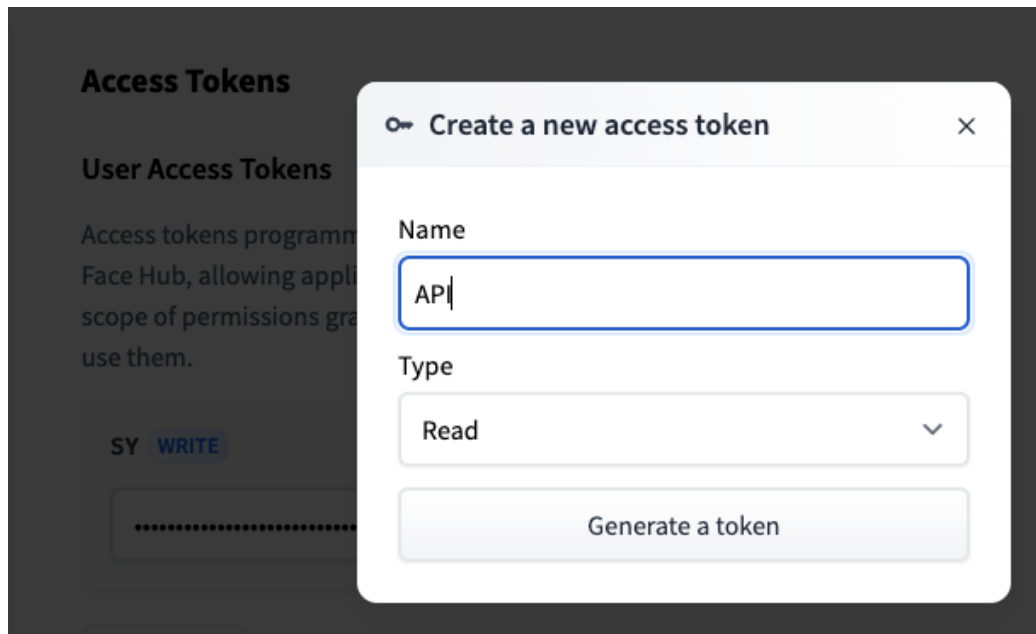 Access Tokens
User Access Tokens
Access tokens programm
Face Hub, allowing appli
scope of permissions gra
use them.
SY WRITE
Create a new access token
Name
API
Type
Read
Generate a token